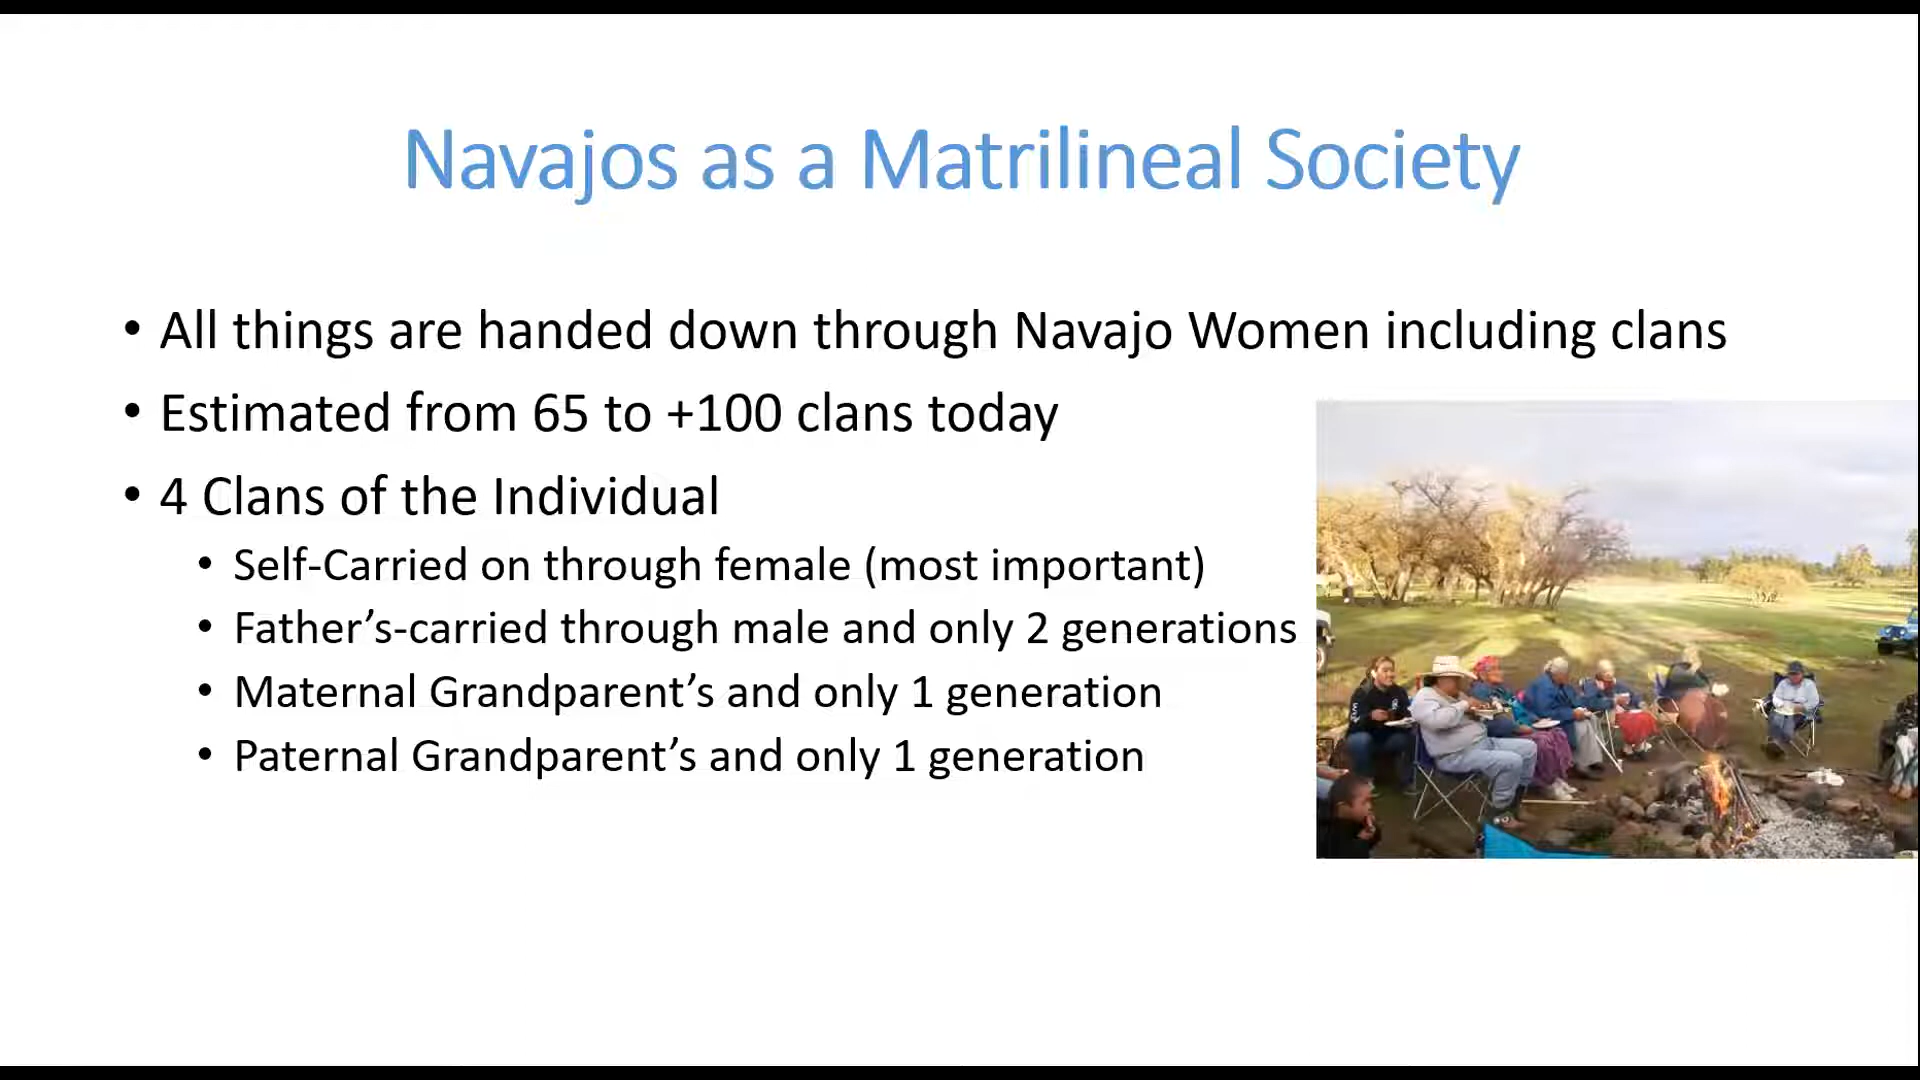 Navajos as a Matrilineal Society
• All things are handed down through Navajo Women including clans
• Estimated from 65 to +100 clans today
• 4 Clans of the Individual
• Self-Carried on through female (most important)
• Father’s-carried through male and only 2 generations
• Maternal Grandparent’s and only 1 generation
• Paternal Grandparent’s and only 1 generation